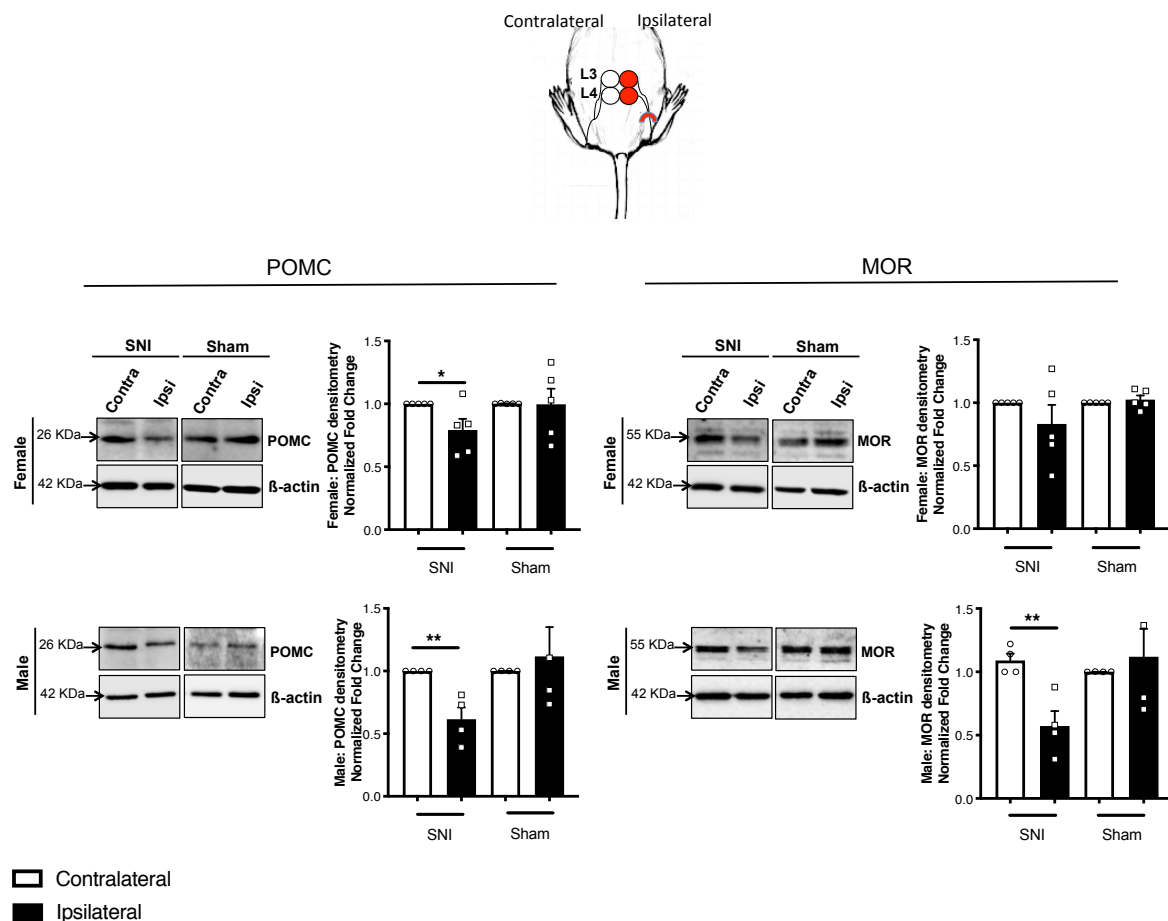 Contralateral Ipsilateral
L3
L4
POMC
MOR
SNI Sham
Contra Ipsi Contra Ipsi
Female
26 KDa
POMC
42 KDa
ß-actin
Female: POMC densitometry
Normalized Fold Change
1.5
1.0
0.5
0.0
*
SNI Sham
SNI Sham
Contra Ipsi Contra Ipsi
Female
55 KDa
MOR
42 KDa
ß-actin
Female: MOR densitometry
Normalized Fold Change
1.5
1.0
0.5
0.0
SNI Sham
Male
26 KDa
POMC
42 KDa
ß-actin
Male: POMC densitometry
Normalized Fold Change
1.5
1.0
0.5
0.0
**
SNI Sham
Male
55 KDa
MOR
42 KDa
ß-actin
Male: MOR densitometry
Normalized Fold Change
1.5
1.0
0.5
0.0
**
SNI Sham
Contralateral
Ipsilateral